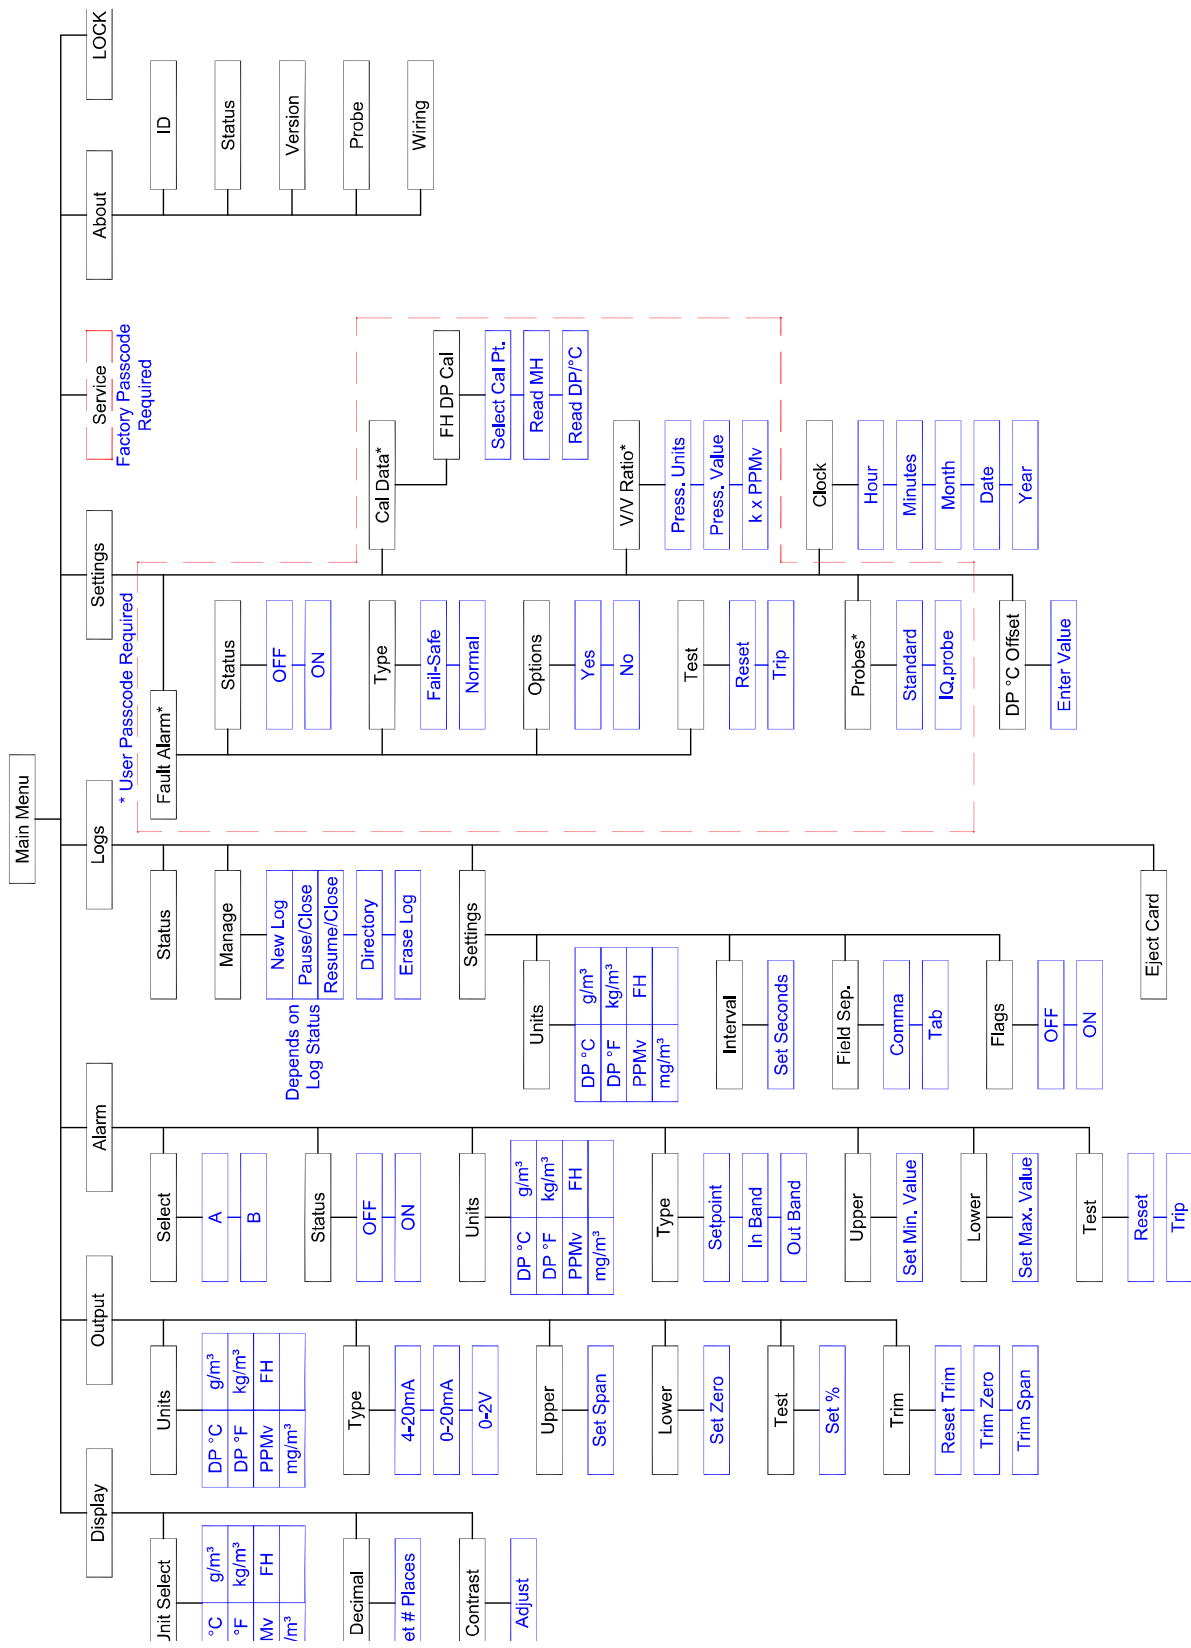 Main Menu
Display
Unit Select
°C
g/m³
°F
kg/m³
Mv
FH
/m³
Decimal
et # Places
Contrast
Adjust
Output
Units
DP °C
g/m³
DP °F
kg/m³
PPMv
FH
mg/m³
Type
4-20mA
0-20mA
0-2V
Upper
Set Span
Lower
Set Zero
Test
Set %
Trim
Reset Trim
Trim Zero
Trim Span
Alarm
Select
A
B
Status
OFF
ON
Units
DP °C
g/m³
DP °F
kg/m³
PPMv
FH
mg/m³
Type
Setpoint
In Band
Out Band
Upper
Set Min. Value
Lower
Set Max. Value
Test
Reset
Trip
Logs
Status
Manage
Depends on
Log Status
New Log
Pause/Close
Resume/Close
Directory
Erase Log
Settings
Units
DP °C
g/m³
DP °F
kg/m³
PPMv
FH
mg/m³
Interval
Set Seconds
Field Sep.
Comma
Tab
Flags
OFF
ON
Eject Card
Settings
* User Passcode Required
Fault Alarm*
Status
OFF
ON
Type
Fail-Safe
Normal
Options
Yes
No
Test
Reset
Trip
Cal Data*
FH DP Cal
Select Cal Pt.
Read MH
Read DP/°C
V/V Ratio*
Press. Units
Press. Value
k x PPMv
Clock
Hour
Minutes
Month
Date
Year
Probes*
Standard
IQ.probe
DP °C Offset
Enter Value
Service
Factory Passcode
Required
About
ID
Status
Version
Probe
Wiring
LOCK